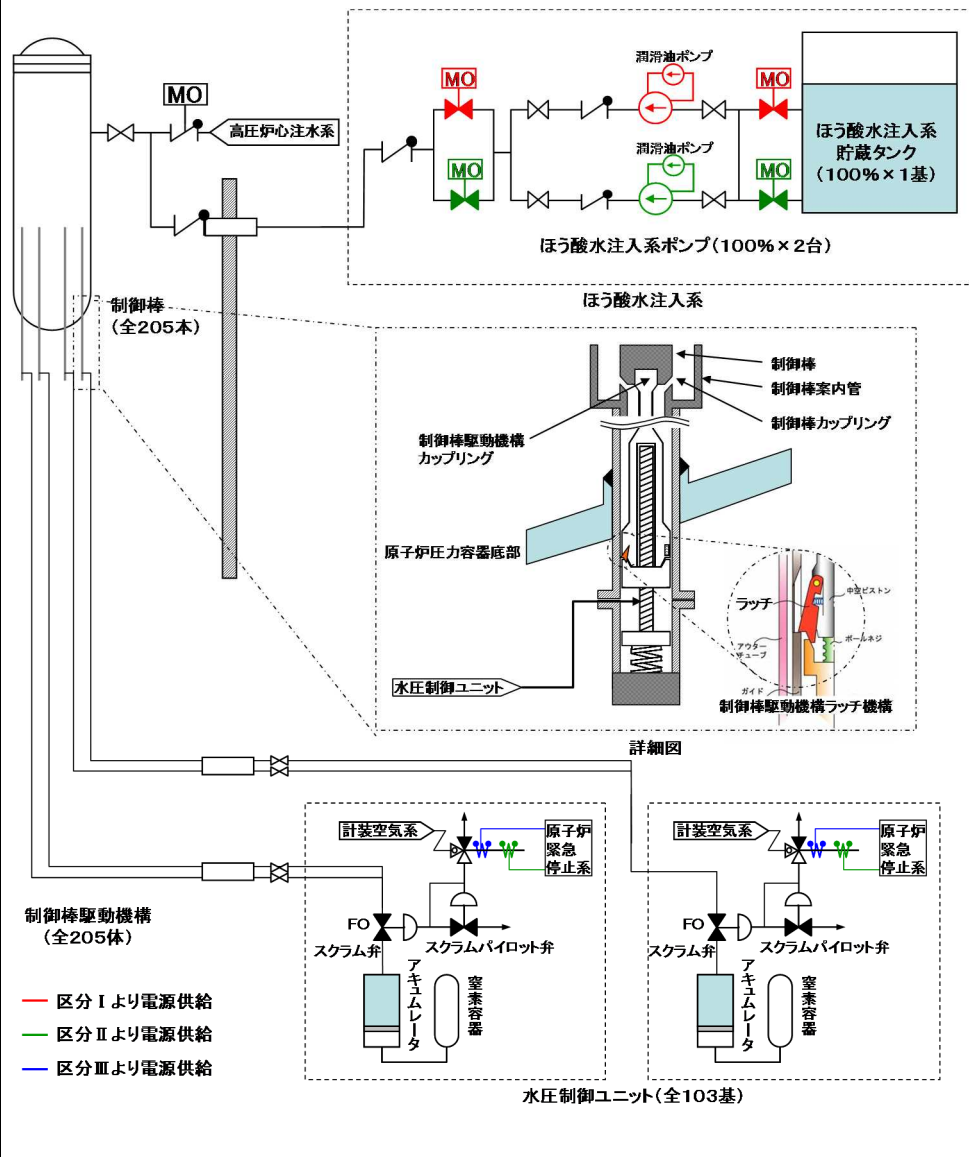 潤滑油ポンプ
MO
MO
MO
高圧炉心注水系
ほう酸水注入系
貯蔵タンク
(100%×1基)
潤滑油ポンプ
MO
MO
ほう酸水注入系ポンプ(100%×2台)
ほう酸水注入系
制御棒
(全205本)
制御棒
制御棒案内管
制御棒カップリング
制御棒駆動機構
カップリング
原子炉圧力容器底部
ラッチ
中空ピストン
ボールネジ
アウター
チューブ
ガイド
制御棒駆動機構ラッチ機構
水圧制御ユニット
詳細図
計装空気系
原子炉
緊急
停止系
計装空気系
原子炉
緊急
停止系
制御棒駆動機構
(全205体)
FO
スクラム弁
スクラムパイロット弁
アキュムレータ
窒素容器
FO
スクラム弁
スクラムパイロット弁
アキュムレータ
窒素容器
区分Ⅰより電源供給
区分Ⅱより電源供給
区分Ⅲより電源供給
水圧制御ユニット(全103基)